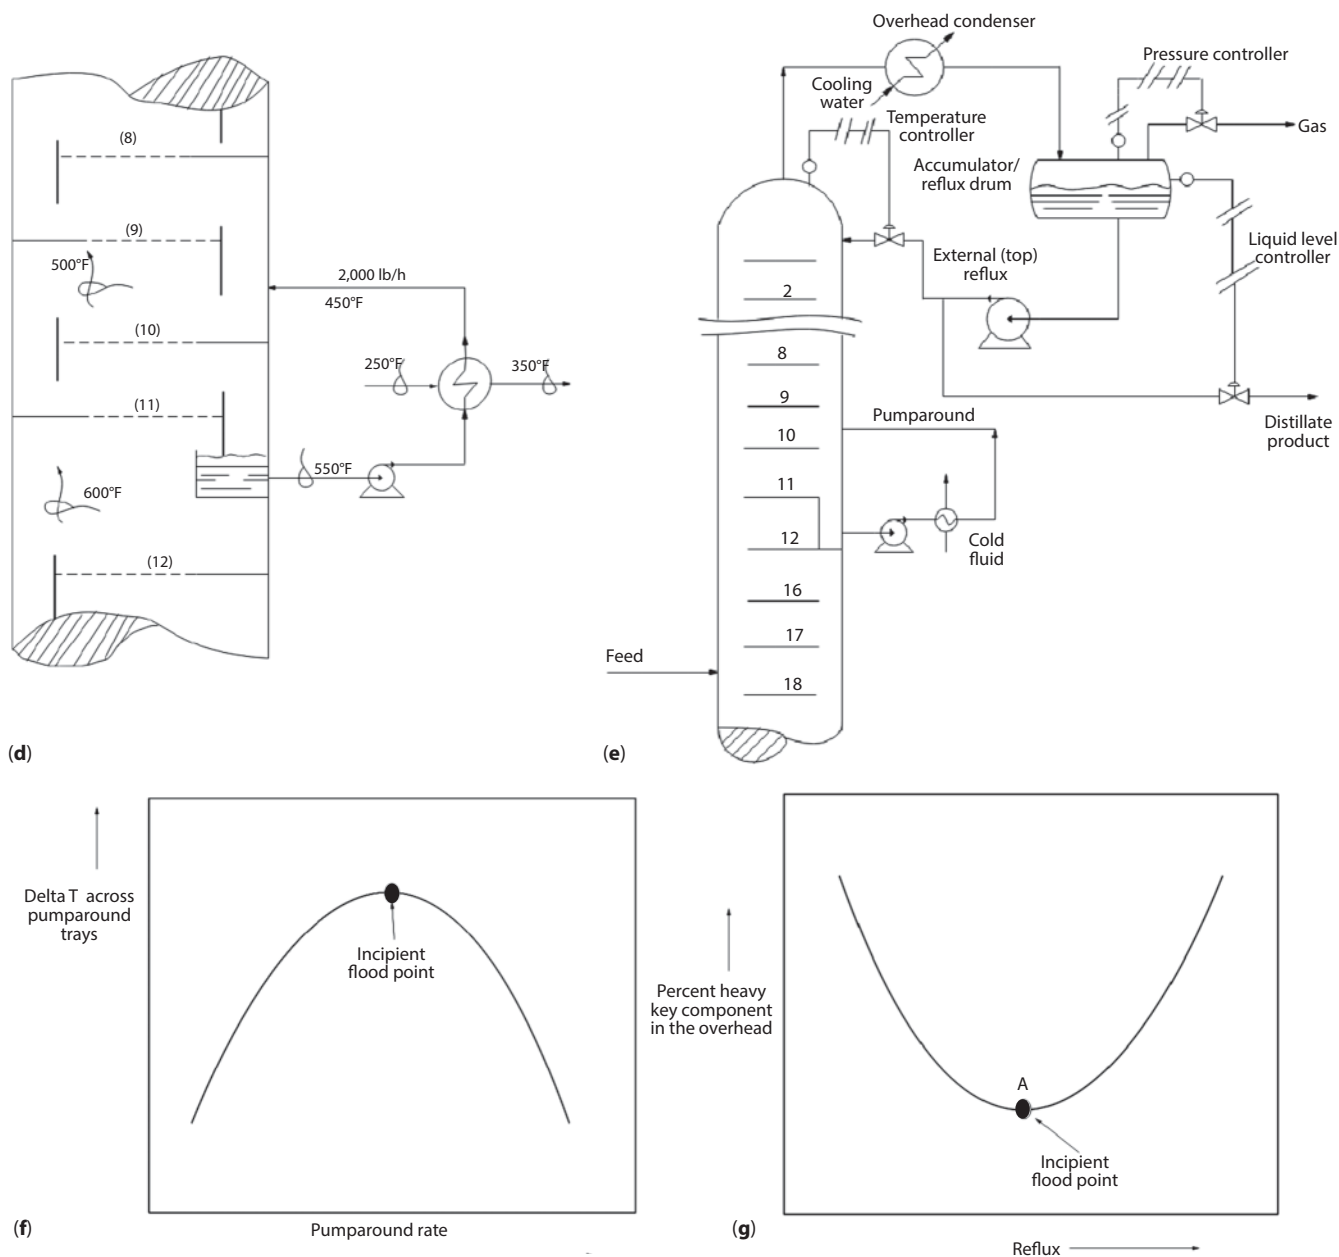 (8)
(9)
500°F
2,000 lb/h
450°F
(10)
250°F
350°F
(11)
550°F
600°F
(12)
(d)
Overhead condenser
Pressure controller
Cooling
water
Temperature
controller
Gas
Accumulator/
reflux drum
External (top)
reflux
Liquid level
controller
2
8
9
Pumparound
10
Distillate
product
11
12
Cold
fluid
16
17
Feed
18
(e)
Delta T across
pumparound
trays
Incipient
flood point
(f)
Pumparound rate
Percent heavy
key component
in the overhead
A
Incipient
flood point
(g)
Reflux